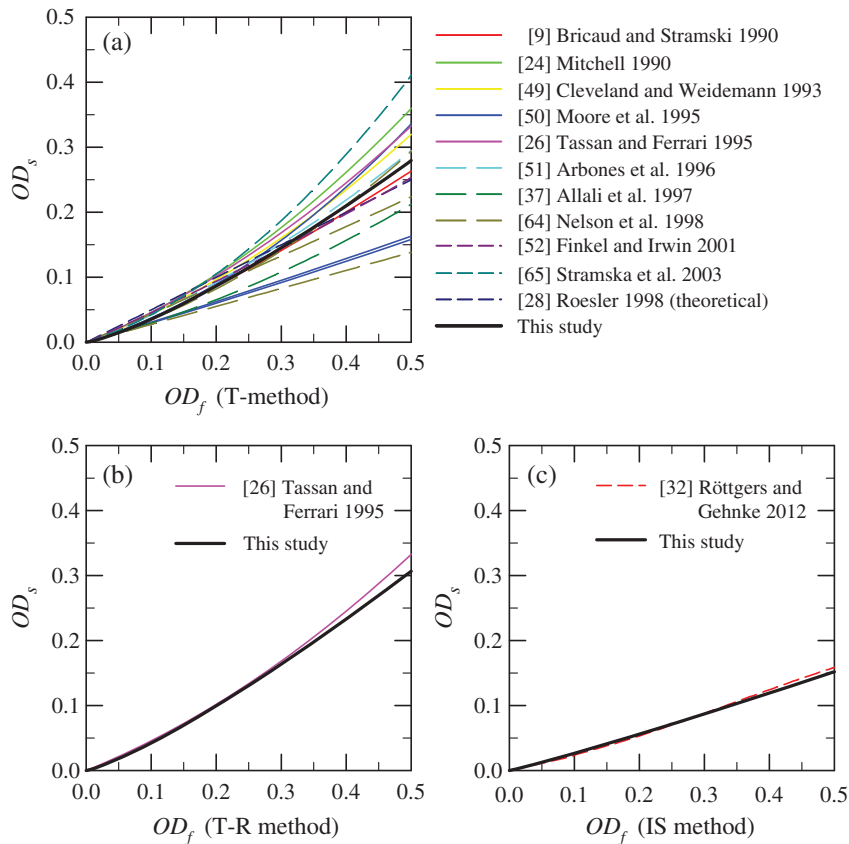 (a)
0.5
0.4
0.3
0.2
0.1
0.0
OD_s
0.0 0.1 0.2 0.3 0.4 0.5
OD_f (T-method)
[9] Bricaud and Stramski 1990
[24] Mitchell 1990
[49] Cleveland and Weidemann 1993
[50] Moore et al. 1995
[26] Tassan and Ferrari 1995
[51] Arbones et al. 1996
[37] Allali et al. 1997
[64] Nelson et al. 1998
[52] Finkel and Irwin 2001
[65] Stramska et al. 2003
[28] Roesler 1998 (theoretical)
This study
(b)
0.5
0.4
0.3
0.2
0.1
0.0
OD_s
[26] Tassan and
Ferrari 1995
This study
0.0 0.1 0.2 0.3 0.4 0.5
OD_f (T-R method)
(c)
0.5
0.4
0.3
0.2
0.1
0.0
OD_s
[32] Röttgers and
Gehnke 2012
This study
0.0 0.1 0.2 0.3 0.4 0.5
OD_f (IS method)